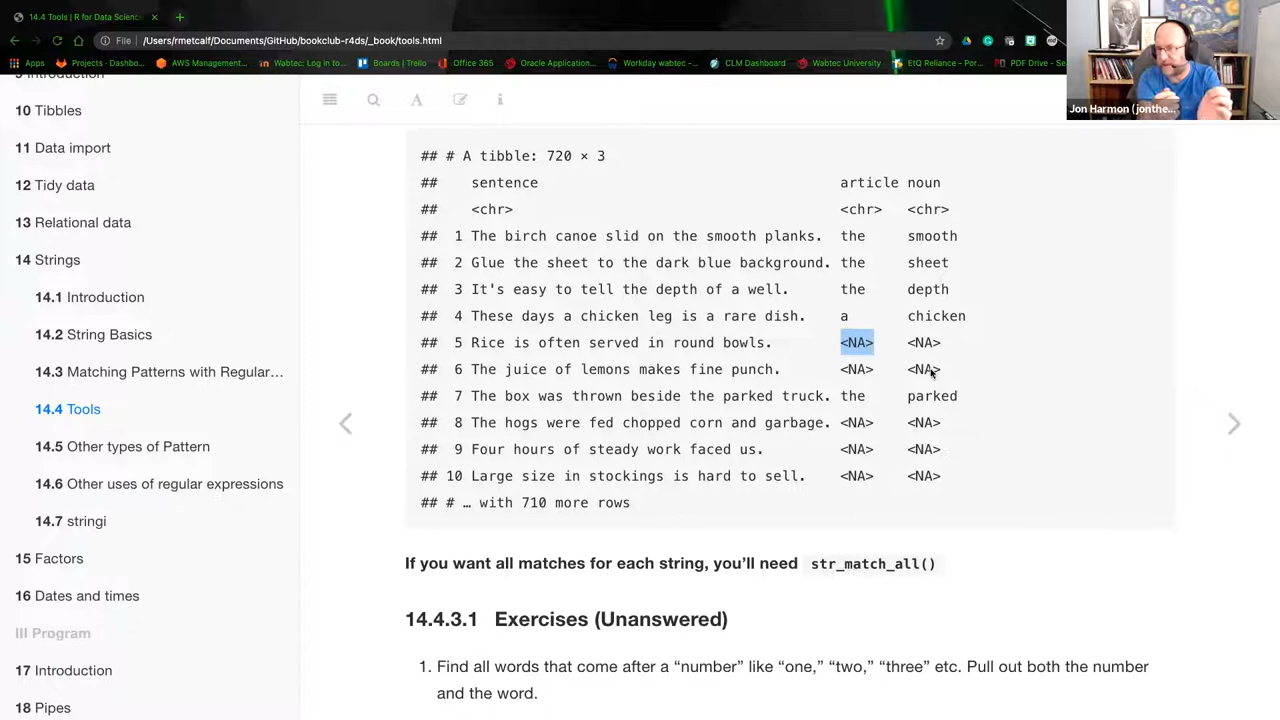 14.4 Tools | R for Data Scienc
File
/Users/rmetcalf/Documents/GitHub/bookclub-r4ds/_book/tools.html
Apps
Projects - Dashbo...
AWS Management...
Wabtec: Log in to...
Boards | Trello
Office 365
Oracle Application...
Workday wabtec -...
CLM Dashboard
Wabtec University
EtQ Reliance - Por...
PDF Drive - Se
Jon Harmon (jonthe...
9 Introduction
10 Tibbles
11 Data import
12 Tidy data
13 Relational data
14 Strings
14.1 Introduction
14.2 String Basics
14.3 Matching Patterns with Regular...
14.4 Tools
14.5 Other types of Pattern
14.6 Other uses of regular expressions
14.7 stringi
15 Factors
16 Dates and times
III Program
17 Introduction
18 Pipes
## # A tibble: 720 × 3
## sentence article noun
## <chr> <chr> <chr>
## 1 The birch canoe slid on the smooth planks. the smooth
## 2 Glue the sheet to the dark blue background. the sheet
## 3 It's easy to tell the depth of a well. the depth
## 4 These days a chicken leg is a rare dish. a chicken
## 5 Rice is often served in round bowls. <NA> <NA>
## 6 The juice of lemons makes fine punch. <NA> <NA>
## 7 The box was thrown beside the parked truck. the parked
## 8 The hogs were fed chopped corn and garbage. <NA> <NA>
## 9 Four hours of steady work faced us. <NA> <NA>
## 10 Large size in stockings is hard to sell. <NA> <NA>
## # … with 710 more rows
If you want all matches for each string, you’ll need str_match_all()
14.4.3.1 Exercises (Unanswered)
1. Find all words that come after a “number” like “one,” “two,” “three” etc. Pull out both the number
and the word.